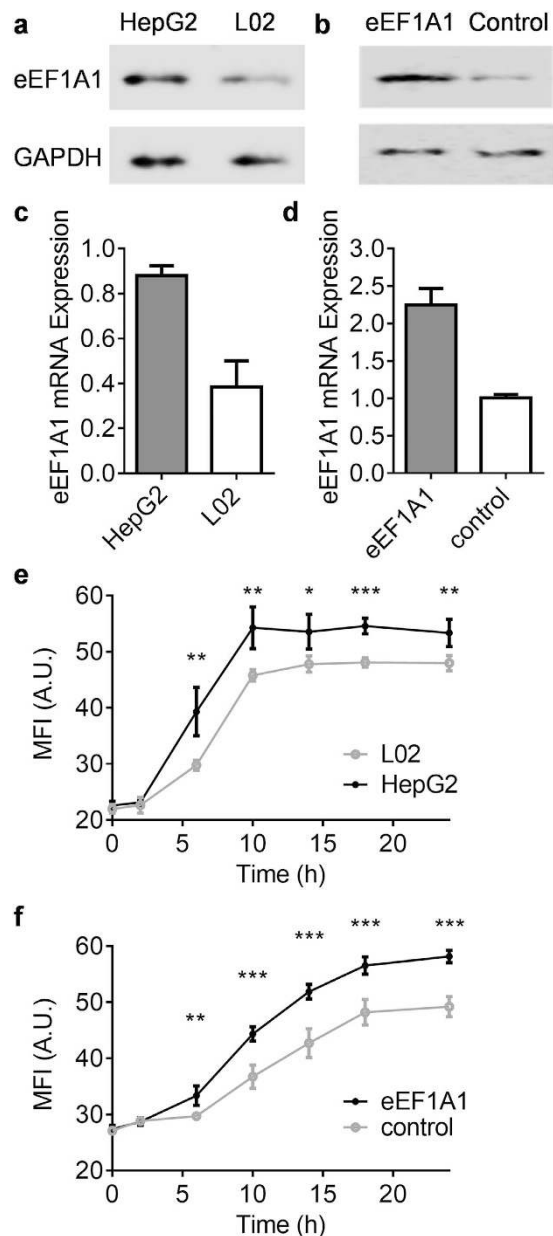 a HepG2 L02
b eEF1A1 Control
eEF1A1
GAPDH
c
eEF1A1 mRNA Expression
1.0
0.8
0.6
0.4
0.2
0.0
HepG2 L02
d
eEF1A1 mRNA Expression
3.0
2.5
2.0
1.5
1.0
0.5
0.0
eEF1A1 control
e
MFI (A.U.)
60
50
40
30
20
** ** * *** **
L02
HepG2
0 5 10 15 20
Time (h)
f
MFI (A.U.)
60
50
40
30
20
** *** *** *** ***
eEF1A1
control
0 5 10 15 20
Time (h)